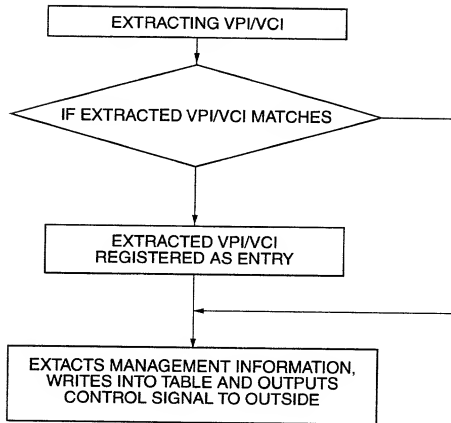 EXTRACTING VPI/VCI
IF EXTRACTED VPI/VCI MATCHES
EXTRACTED VPI/VCI
REGISTERED AS ENTRY
EXTACTS MANAGEMENT INFORMATION,
WRITES INTO TABLE AND OUTPUTS
CONTROL SIGNAL TO OUTSIDE